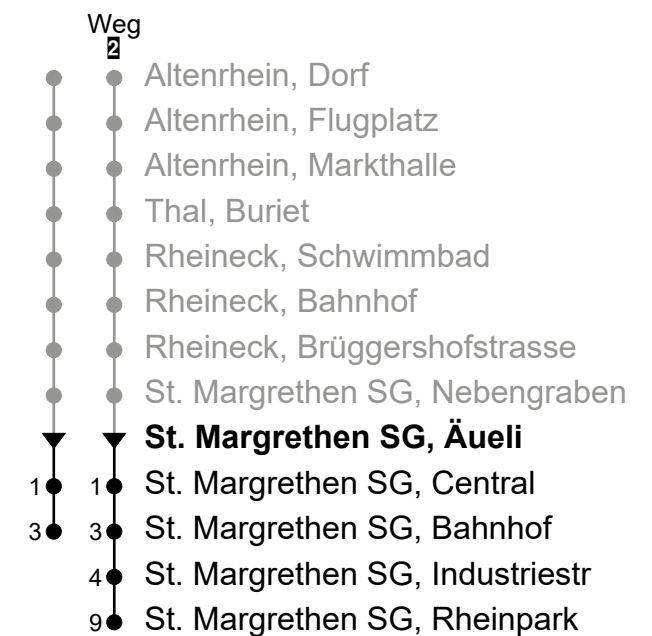 Weg
2
Altenrhein, Dorf
Altenrhein, Flugplatz
Altenrhein, Markthalle
Thal, Buriet
Rheineck, Schwimmbad
Rheineck, Bahnhof
Rheineck, Brüggershofstrasse
St. Margrethen SG, Nebengraben
St. Margrethen SG, Äueli
1 1 St. Margrethen SG, Central
3 3 St. Margrethen SG, Bahnhof
4 St. Margrethen SG, Industriestr
9 St. Margrethen SG, Rheinpark